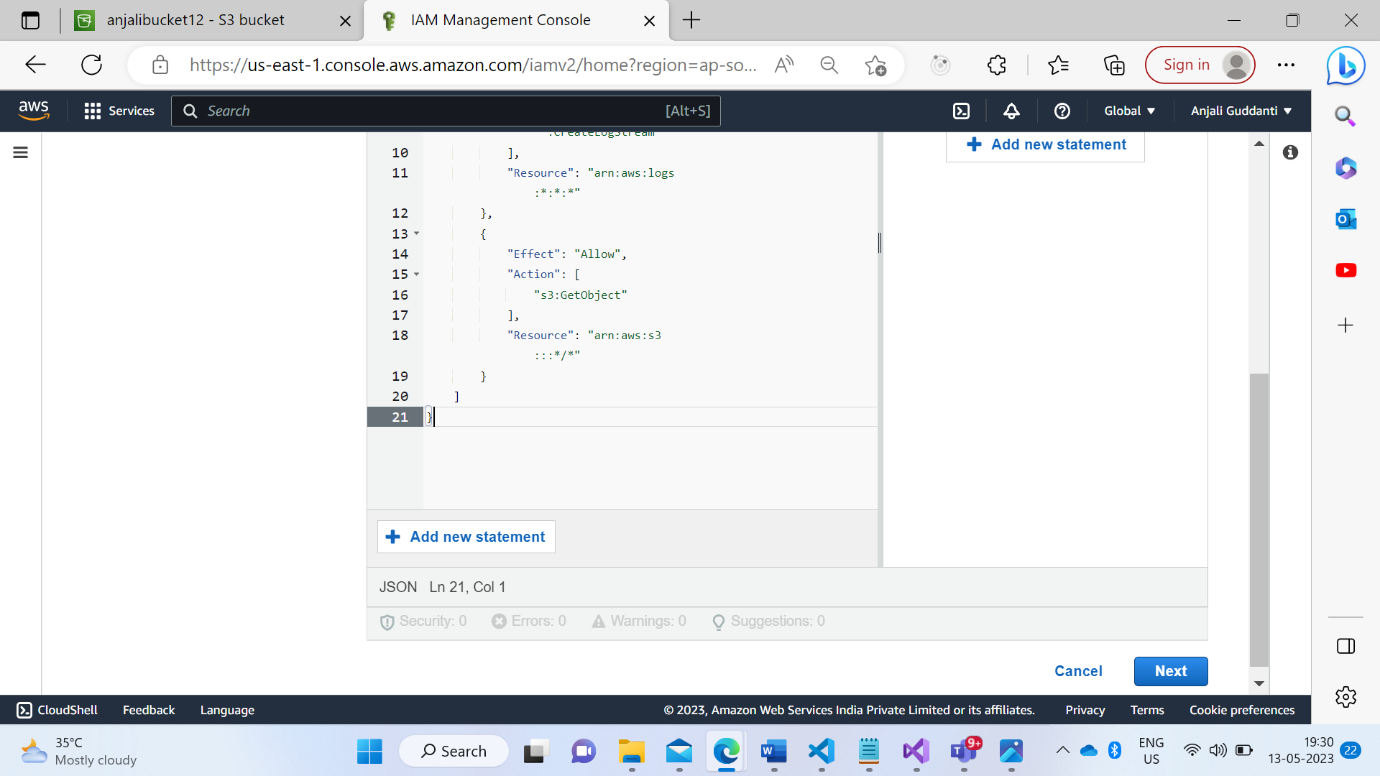 anjalibucket12 - S3 bucket
IAM Management Console
https://us-east-1.console.aws.amazon.com/iamv2/home?region=ap-so...
Sign in
aws
Services
Search
[Alt+S]
Global
Anjali Guddanti
:CreateLogStream
10 ],
11 "Resource": "arn:aws:logs
:*:*:*"
12 },
13 {
14 "Effect": "Allow",
15 "Action": [
16 "s3:GetObject"
17 ],
18 "Resource": "arn:aws:s3
:::*/*"
19 }
20 ]
21 }
Add new statement
Add new statement
JSON Ln 21, Col 1
Security: 0 Errors: 0 Warnings: 0 Suggestions: 0
Cancel
Next
CloudShell
Feedback
Language
© 2023, Amazon Web Services India Private Limited or its affiliates.
Privacy
Terms
Cookie preferences
35°C
Mostly cloudy
Search
9+
ENG
US
19:30
13-05-2023
22